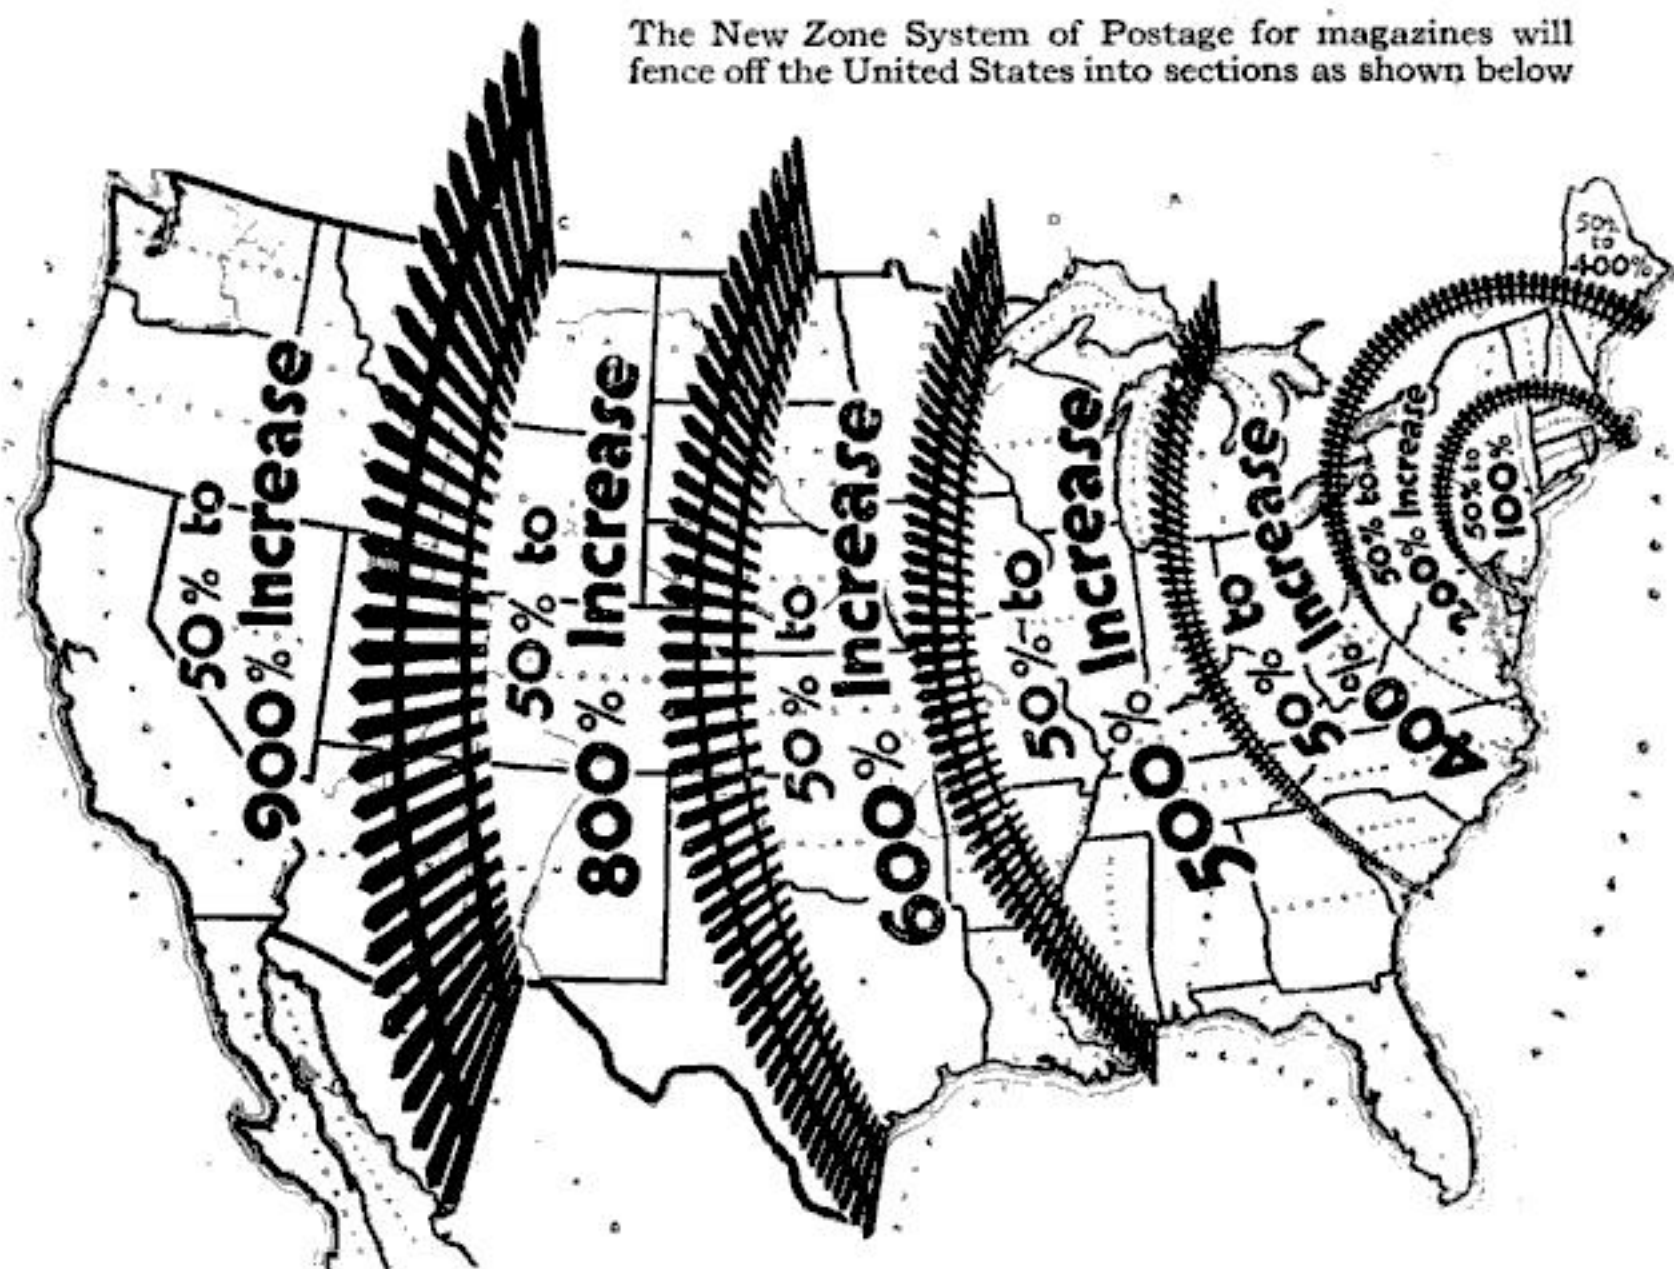 The New Zone System of Postage for magazines will
fence off the United States into sections as shown below
50% to
900% Increase
50% to
800% Increase
50% to
600% Increase
50% to
500% Increase
50% to
400% Increase
50% to
200% Increase
50% to
100%
50%
to
400%